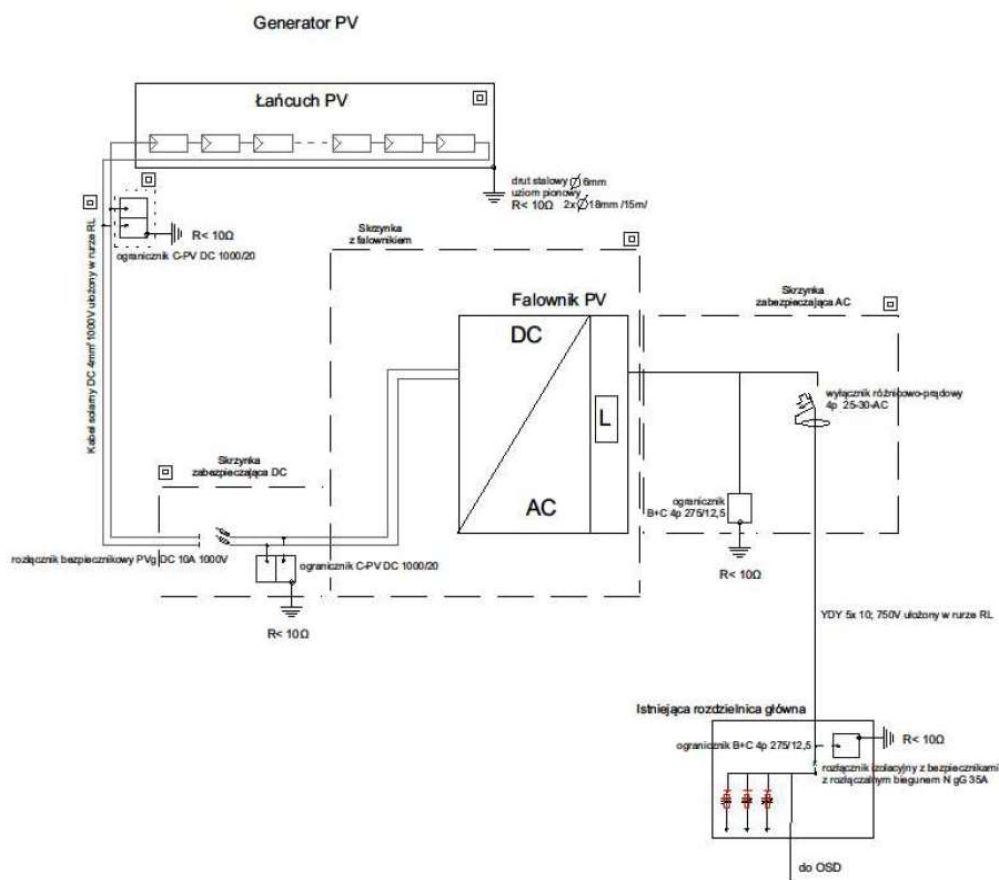 Generator PV
Łańcuch PV
drut stalowy Ø 6mm
uziom pionowy
R< 10Ω 2xØ18mm /15m/
R< 10Ω
ogranicznik C-PV DC 1000/20
Kabel solarny DC 4mm² 1000V ułożony w rurze RL
Skrzynka
z falownikiem
Falownik PV
DC
AC
L
Skrzynka
zabezpieczająca AC
wyłącznik różnicowo-prądowy
4p 25-30-AC
ogranicznik
B+C 4p 275/12,5
R< 10Ω
Skrzynka
zabezpieczająca DC
rozłącznik bezpiecznikowy PVg DC 10A 1000V
ogranicznik C-PV DC 1000/20
R< 10Ω
YDY 5x 10; 750V ułożony w rurze RL
Istniejąca rozdzielnica główna
ogranicznik B+C 4p 275/12,5
R< 10Ω
rozłącznik izolacyjny z bezpiecznikami
z rozłączalnym biegunem N gG 35A
do OSD